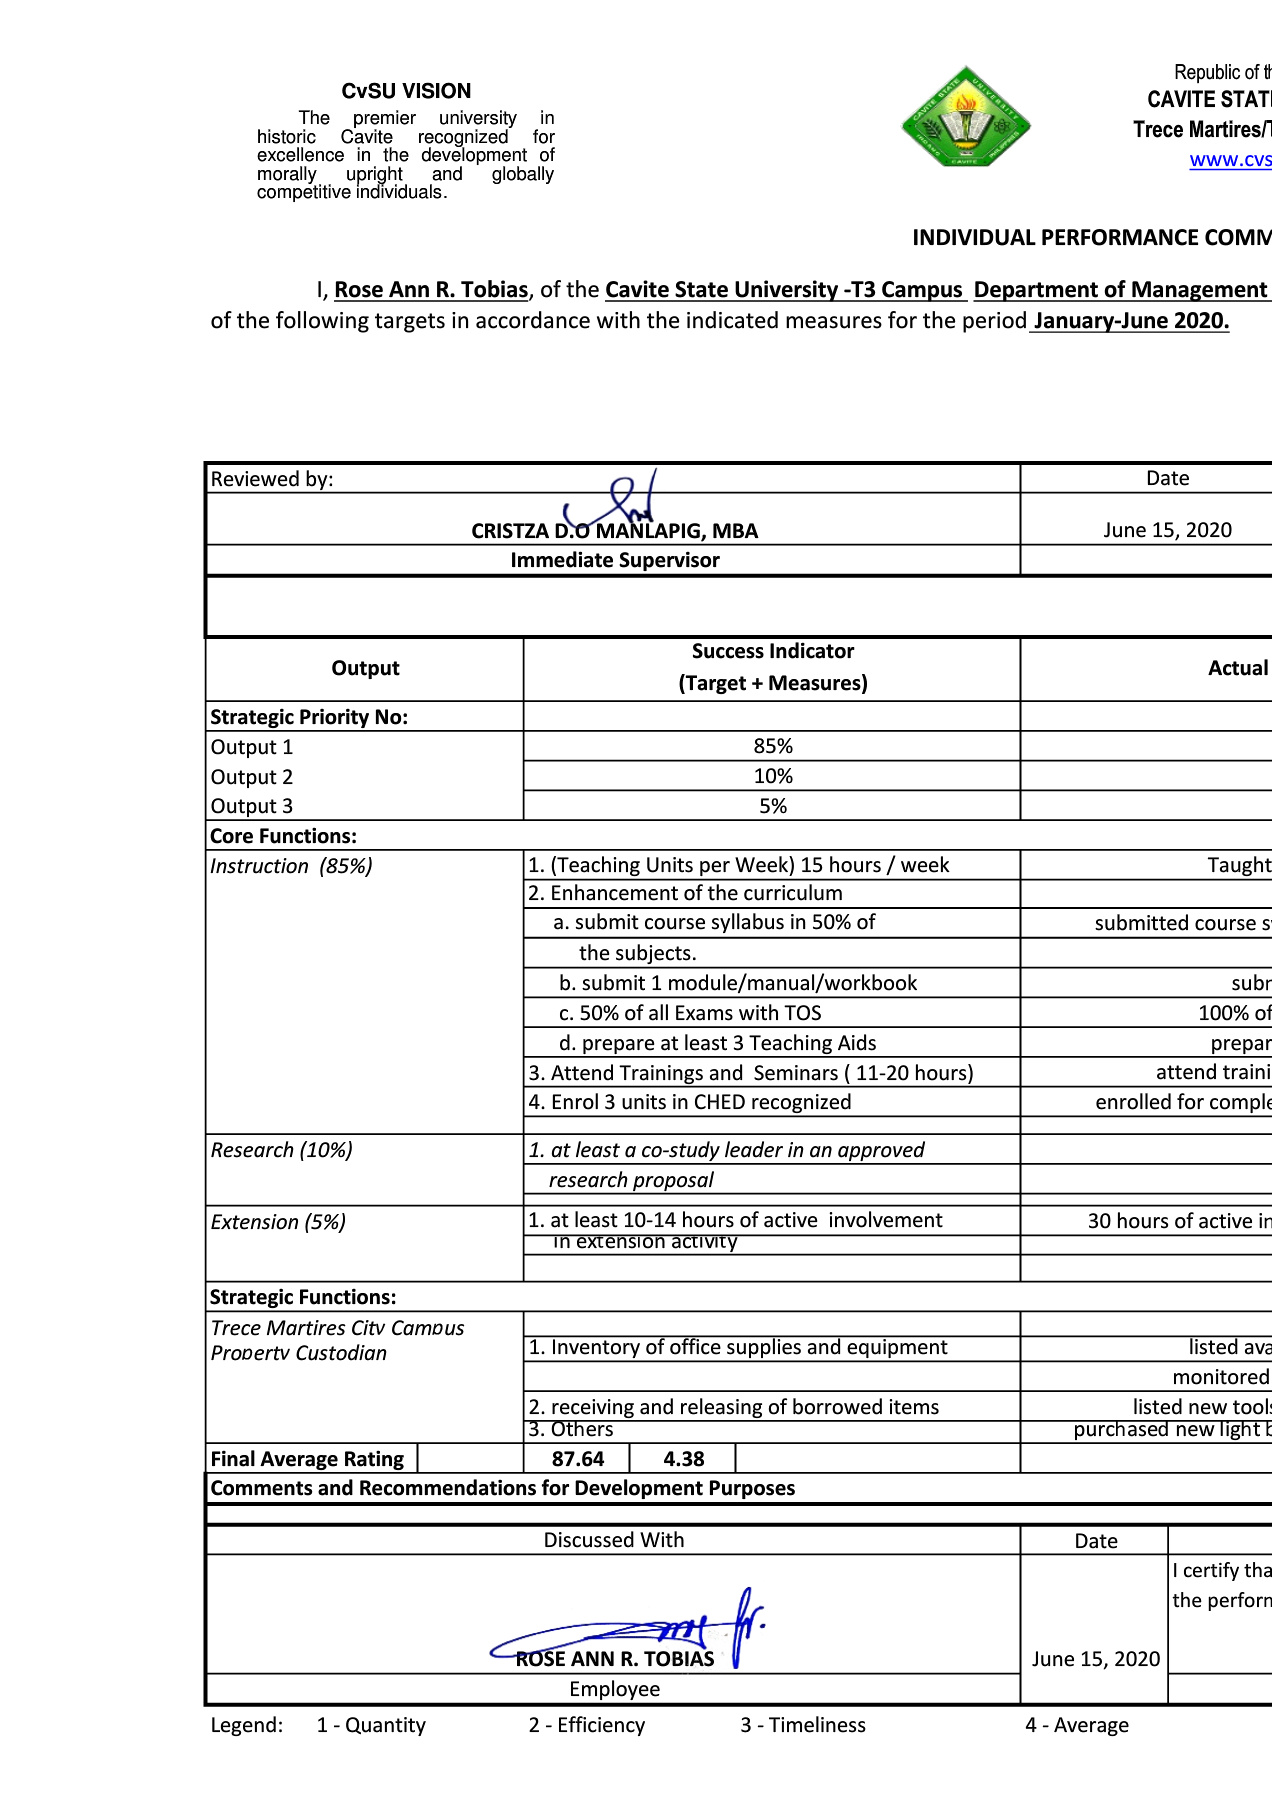 CvSU VISION
The premier university in
historic Cavite recognized for
excellence in the development of
morally upright and globally
competitive individuals.
CAVITE STATE UNIVERSITY
INDANG CAVITE PHILIPPINES
Republic of th
CAVITE STATE
Trece Martires/T
www.cvs
INDIVIDUAL PERFORMANCE COMM
I, Rose Ann R. Tobias, of the Cavite State University -T3 Campus Department of Management
of the following targets in accordance with the indicated measures for the period January-June 2020.
Reviewed by: Date
CRISTZA D.O MANLAPIG, MBA June 15, 2020
Immediate Supervisor
Output Success Indicator Actual
(Target + Measures)
Strategic Priority No:
Output 1 85%
Output 2 10%
Output 3 5%
Core Functions:
Instruction (85%) 1. (Teaching Units per Week) 15 hours / week Taught
2. Enhancement of the curriculum
a. submit course syllabus in 50% of submitted course sy
the subjects.
b. submit 1 module/manual/workbook subm
c. 50% of all Exams with TOS 100% of
d. prepare at least 3 Teaching Aids prepar
3. Attend Trainings and Seminars ( 11-20 hours) attend traini
4. Enrol 3 units in CHED recognized enrolled for comple
Research (10%) 1. at least a co-study leader in an approved
research proposal
Extension (5%) 1. at least 10-14 hours of active involvement 30 hours of active in
in extension activity
Strategic Functions:
Trece Martires City Campus
Property Custodian 1. Inventory of office supplies and equipment listed ava
monitored
2. receiving and releasing of borrowed items listed new tools
3. Others purchased new light b
Final Average Rating 87.64 4.38
Comments and Recommendations for Development Purposes
Discussed With Date
I certify tha
the perform
ROSE ANN R. TOBIAS June 15, 2020
Employee
Legend: 1 - Quantity 2 - Efficiency 3 - Timeliness 4 - Average